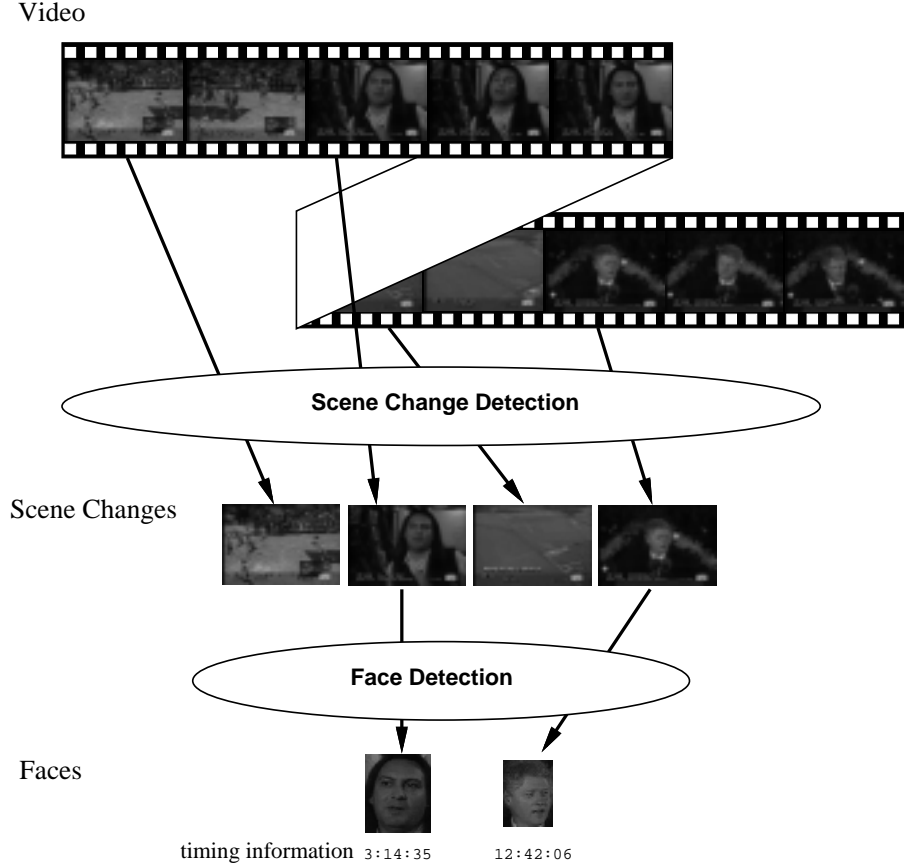 Video
Scene Change Detection
Scene Changes
Face Detection
Faces
timing information 3:14:35 12:42:06